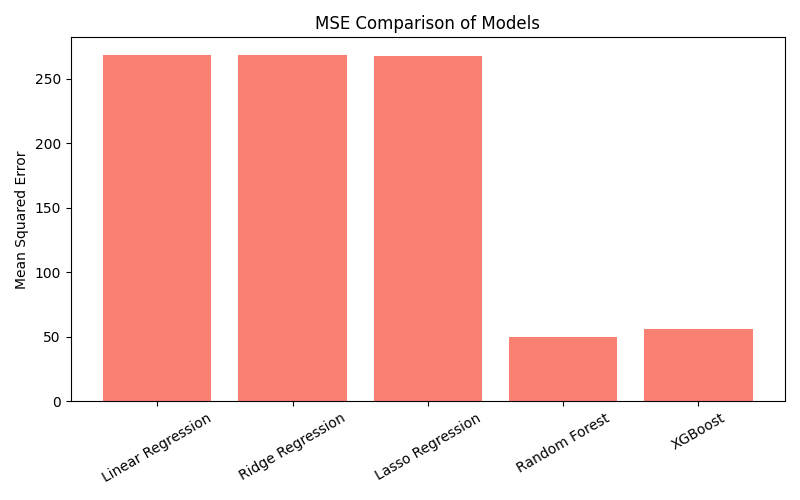 MSE Comparison of Models
Mean Squared Error
250
200
150
100
50
0
Linear Regression
Ridge Regression
Lasso Regression
Random Forest
XGBoost